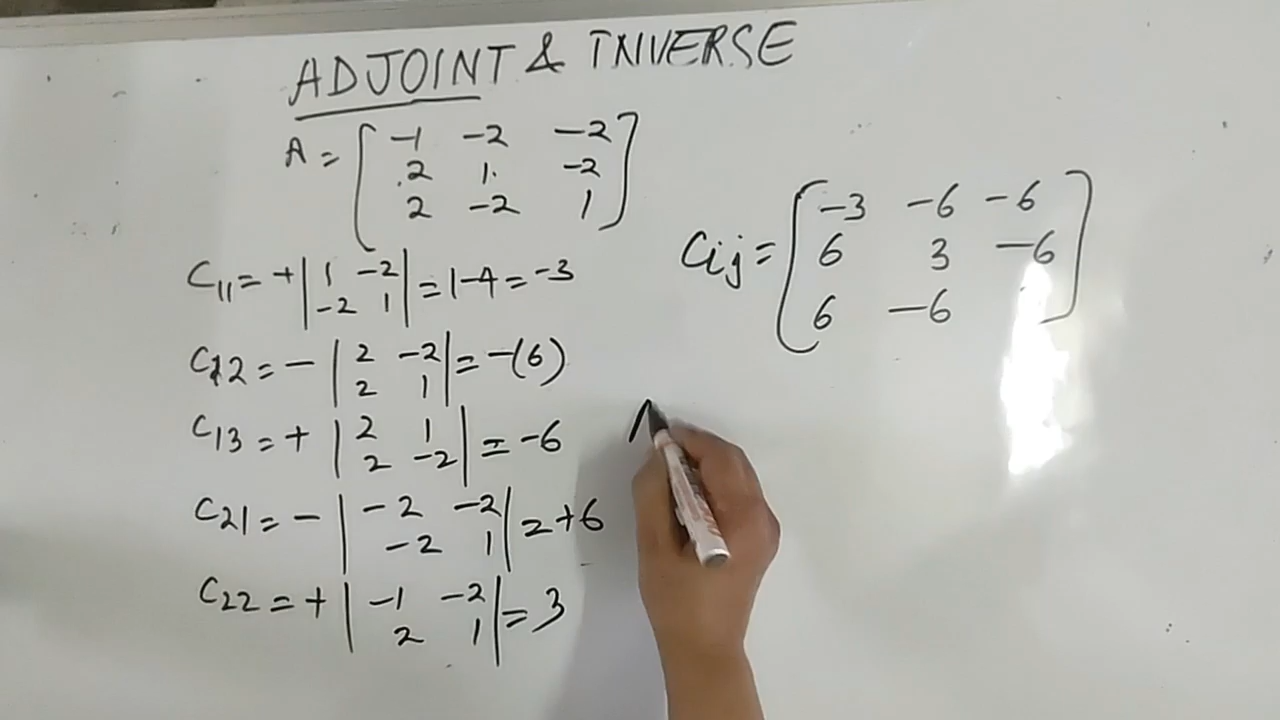 ADJOINT & INVERSE
A = [ -1 -2 -2
2 1 -2
2 -2 1 ]
C11 = + | 1 -2
-2 1 | = 1-4 = -3
C12 = - | 2 -2
2 1 | = -(6)
C13 = + | 2 1
2 -2 | = -6
C21 = - | -2 -2
-2 1 | = +6
C22 = + | -1 -2
2 1 | = 3
Cij = [ -3 -6 -6
6 3 -6
6 -6 ]